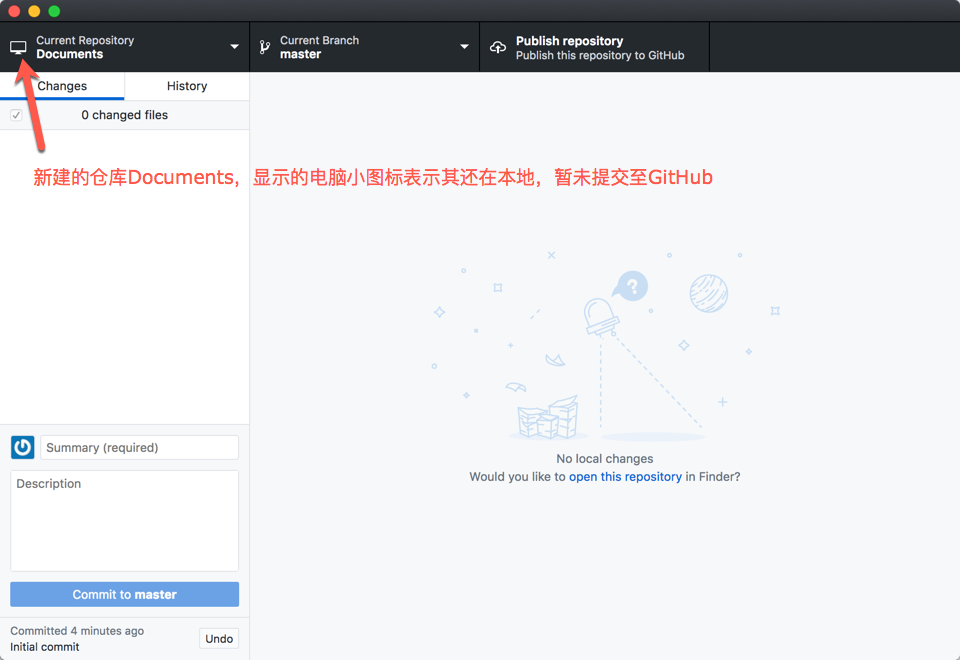 Current Repository
Documents
Current Branch
master
Publish repository
Publish this repository to GitHub
Changes
History
0 changed files
新建的仓库Documents，显示的电脑小图标表示其还在本地，暂未提交至GitHub
?
No local changes
Would you like to open this repository in Finder?
Summary (required)
Description
Commit to master
Committed 4 minutes ago
Initial commit
Undo